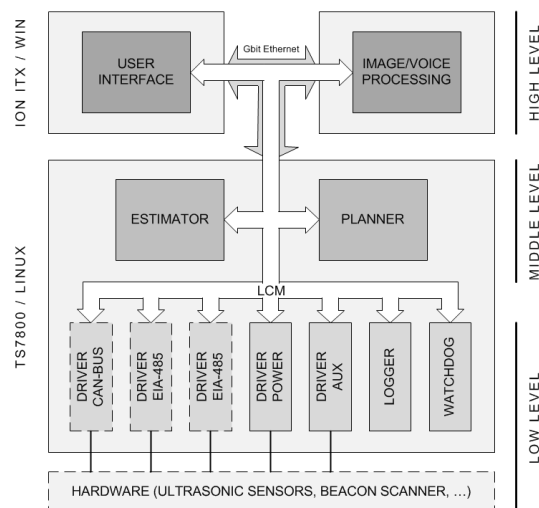 ION ITX / WIN
USER
INTERFACE
Gbit Ethernet
IMAGE/VOICE
PROCESSING
HIGH LEVEL
TS7800 / LINUX
ESTIMATOR
PLANNER
MIDDLE LEVEL
LCM
DRIVER
CAN-BUS
DRIVER
EIA-485
DRIVER
EIA-485
DRIVER
POWER
DRIVER
AUX
LOGGER
WATCHDOG
LOW LEVEL
HARDWARE (ULTRASONIC SENSORS, BEACON SCANNER, ...)